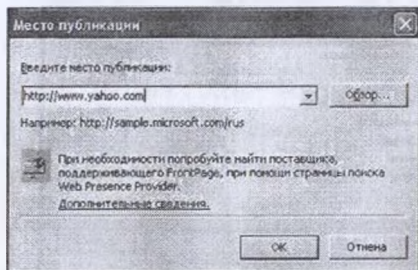 Место публикации
Введите место публикации:
http://www.yahoo.com
Обзор...
Например: http://sample.microsoft.com/rus
При необходимости попробуйте найти поставщика,
поддерживающего FrontPage, при помощи страницы поиска
Web Presence Provider.
Дополнительные сведения.
ОК
Отмена